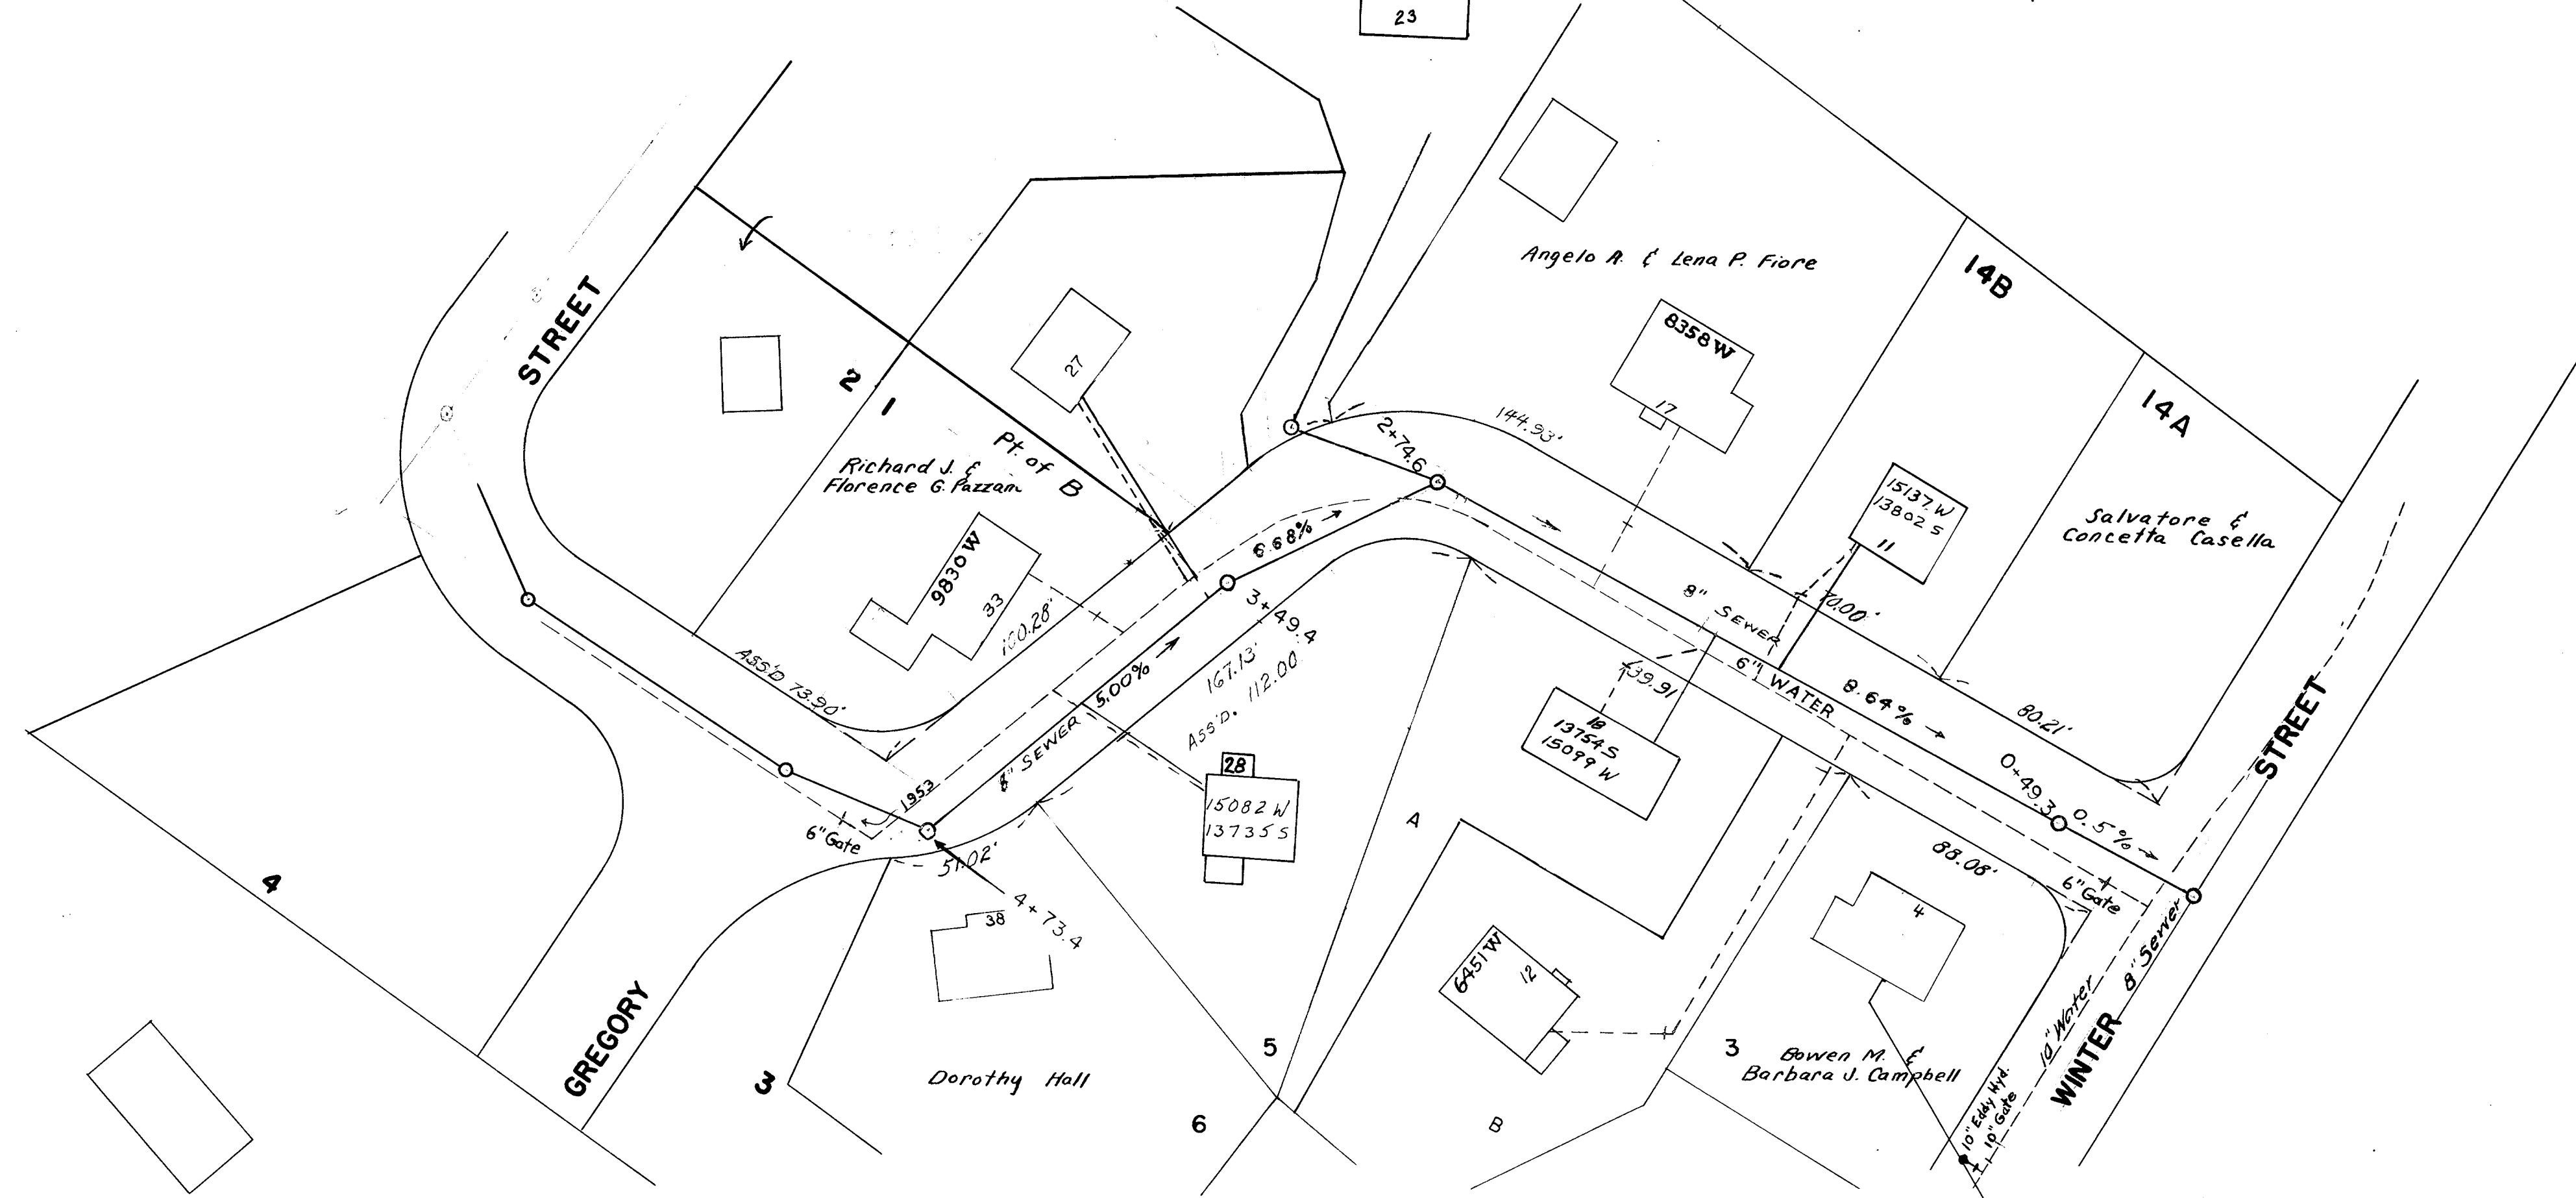 23
STREET
Angelo A. & Lena P. Fiore
14B
8358 W
17
27
2
1
Pt. of B
Richard J. &
Florence G. Pazzani
9830 W
33
2+74.6
144.93'
14A
15137 W
13802 S
11
Salvatore &
Concetta Casella
6.68%
3+49.4
8" SEWER
70.00'
6" WATER
8.64%
80.21'
STREET
ASS'D 73.90'
5.00%
167.13'
ASS'D. 112.00'
8" SEWER
139.91
18
13754 S
15099 W
0+49.3
0.5%
28
15082 W
13735 S
1953
6" Gate
51.02'
4+73.4
38
A
88.08'
6" Gate
4
4
6451 W
12
8" Sewer
10" Water
WINTER
GREGORY
3
Dorothy Hall
5
6
B
3
Bowen M. &
Barbara J. Campbell
10" Eddy Hyd.
10" Gate